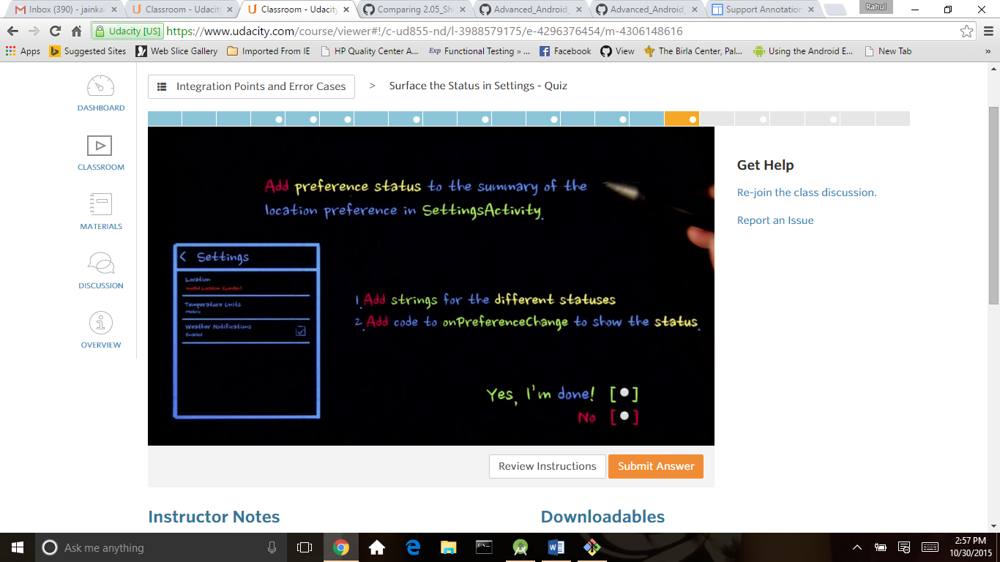 Inbox (390) - jainka
Classroom - Udacity
Classroom - Udacity
Comparing 2.05_Sh
Advanced_Android_
Advanced_Android_
Support Annotation
Rahul
Udacity [US]
https://www.udacity.com/course/viewer#!/c-ud855-nd/l-3988579175/e-4296376454/m-4306148616
Apps
Suggested Sites
Web Slice Gallery
Imported From IE
HP Quality Center A...
Exp Functional Testing » ...
Facebook
View
The Birla Center, Pal...
Using the Android E...
New Tab
»
DASHBOARD
CLASSROOM
MATERIALS
DISCUSSION
OVERVIEW
Integration Points and Error Cases > Surface the Status in Settings - Quiz
Add preference status to the summary of the
location preference in SettingsActivity.
< Settings
Location
Invalid Location (London)
Temperature Units
Metric
Weather Notifications
Enabled
1. Add strings for the different statuses
2. Add code to onPreferenceChange to show the status.
Yes, I'm done! [ ]
No [ ]
Get Help
Re-join the class discussion.
Report an Issue
Review Instructions
Submit Answer
Instructor Notes
Downloadables
Ask me anything
2:57 PM
10/30/2015